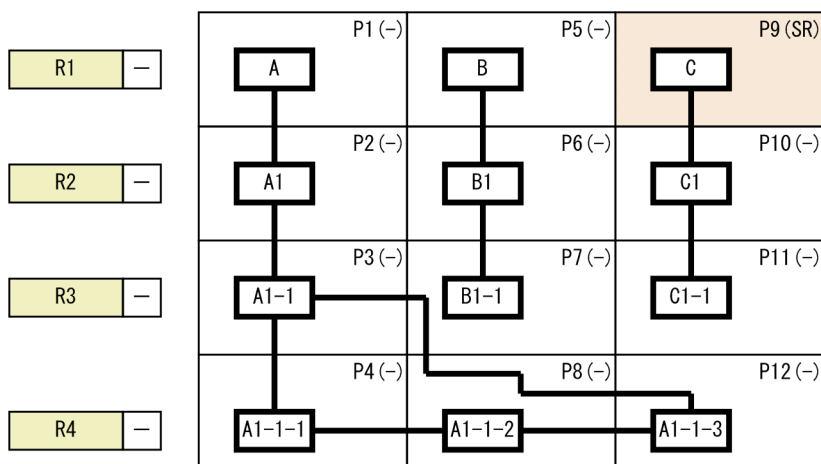 P1(−) P5(−) P9(SR)
R1 − A B C
P2(−) P6(−) P10(−)
R2 − A1 B1 C1
P3(−) P7(−) P11(−)
R3 − A1-1 B1-1 C1-1
P4(−) P8(−) P12(−)
R4 − A1-1-1 A1-1-2 A1-1-3